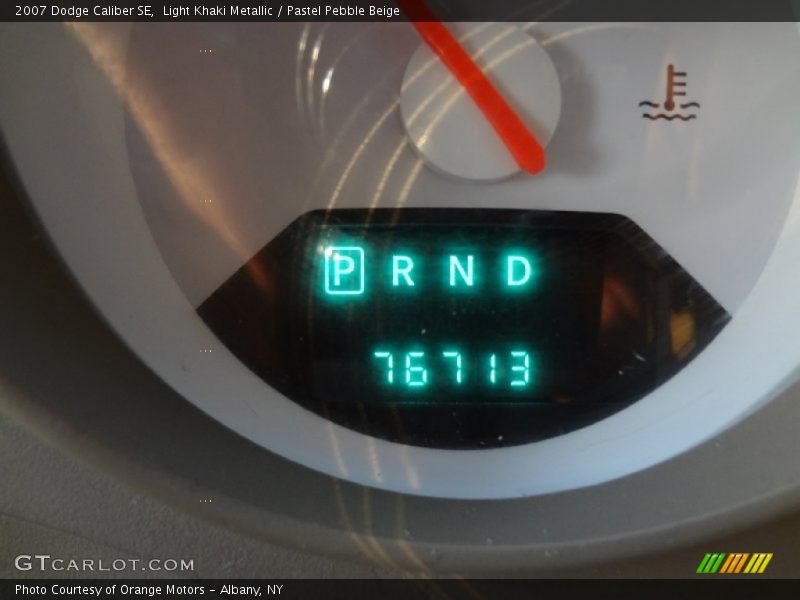 2007 Dodge Caliber SE,  Light Khaki Metallic / Pastel Pebble Beige
P R N D
76713
GTCARLOT.COM
Photo Courtesy of Orange Motors - Albany, NY